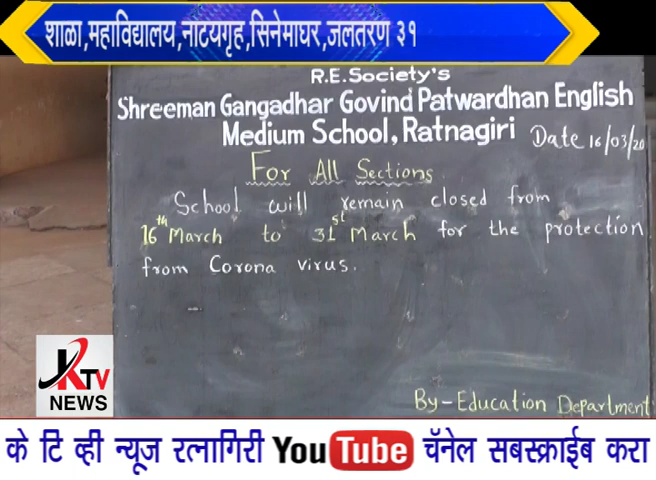 शाळा,महाविद्यालय,नाटयगृह,सिनेमाघर,जलतरण ३१
R.E.Society's
Shreeman Gangadhar Govind Patwardhan English
Medium School, Ratnagiri
Date 16/03/20
For All Sections
School will remain closed from
16th March to 31st March for the protection
from Corona virus.
By - Education Department
KTV
NEWS
के टि व्ही न्यूज रत्नागिरी YouTube चॅनेल सबस्क्राईब करा